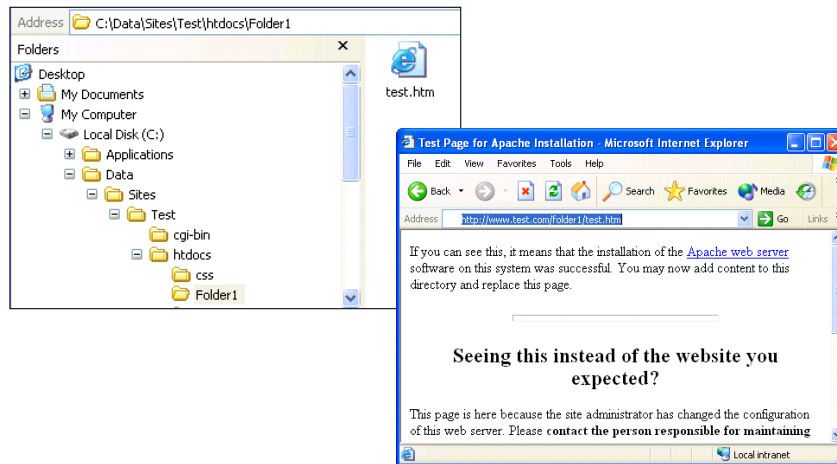 Address C:\Data\Sites\Test\htdocs\Folder1
Folders
Desktop
My Documents
My Computer
Local Disk (C:)
Applications
Data
Sites
Test
cgi-bin
htdocs
css
Folder1
test.htm
Test Page for Apache Installation - Microsoft Internet Explorer
File Edit View Favorites Tools Help
Back Search Favorites Media
Address http://www.test.com/folder1/test.htm Go Links
If you can see this, it means that the installation of the Apache web server
software on this system was successful. You may now add content to this
directory and replace this page.
Seeing this instead of the website you
expected?
This page is here because the site administrator has changed the configuration
of this web server. Please contact the person responsible for maintaining
Local intranet